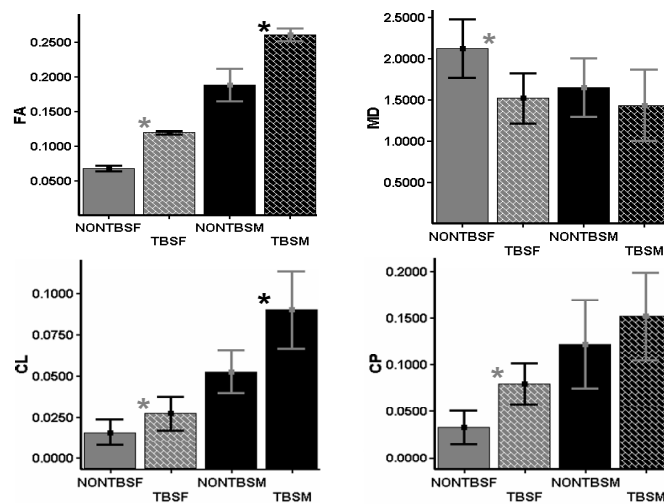 FA
0.2500
0.2000
0.1500
0.1000
0.0500
*
*
NONTBSF
NONTBSM
TBSF
TBSM
MD
2.5000
2.0000
1.5000
1.0000
0.5000
*
NONTBSF
NONTBSM
TBSF
TBSM
CL
0.1000
0.0750
0.0500
0.0250
0.0000
*
*
NONTBSF
NONTBSM
TBSF
TBSM
CP
0.2000
0.1500
0.1000
0.0500
0.0000
*
NONTBSF
NONTBSM
TBSF
TBSM